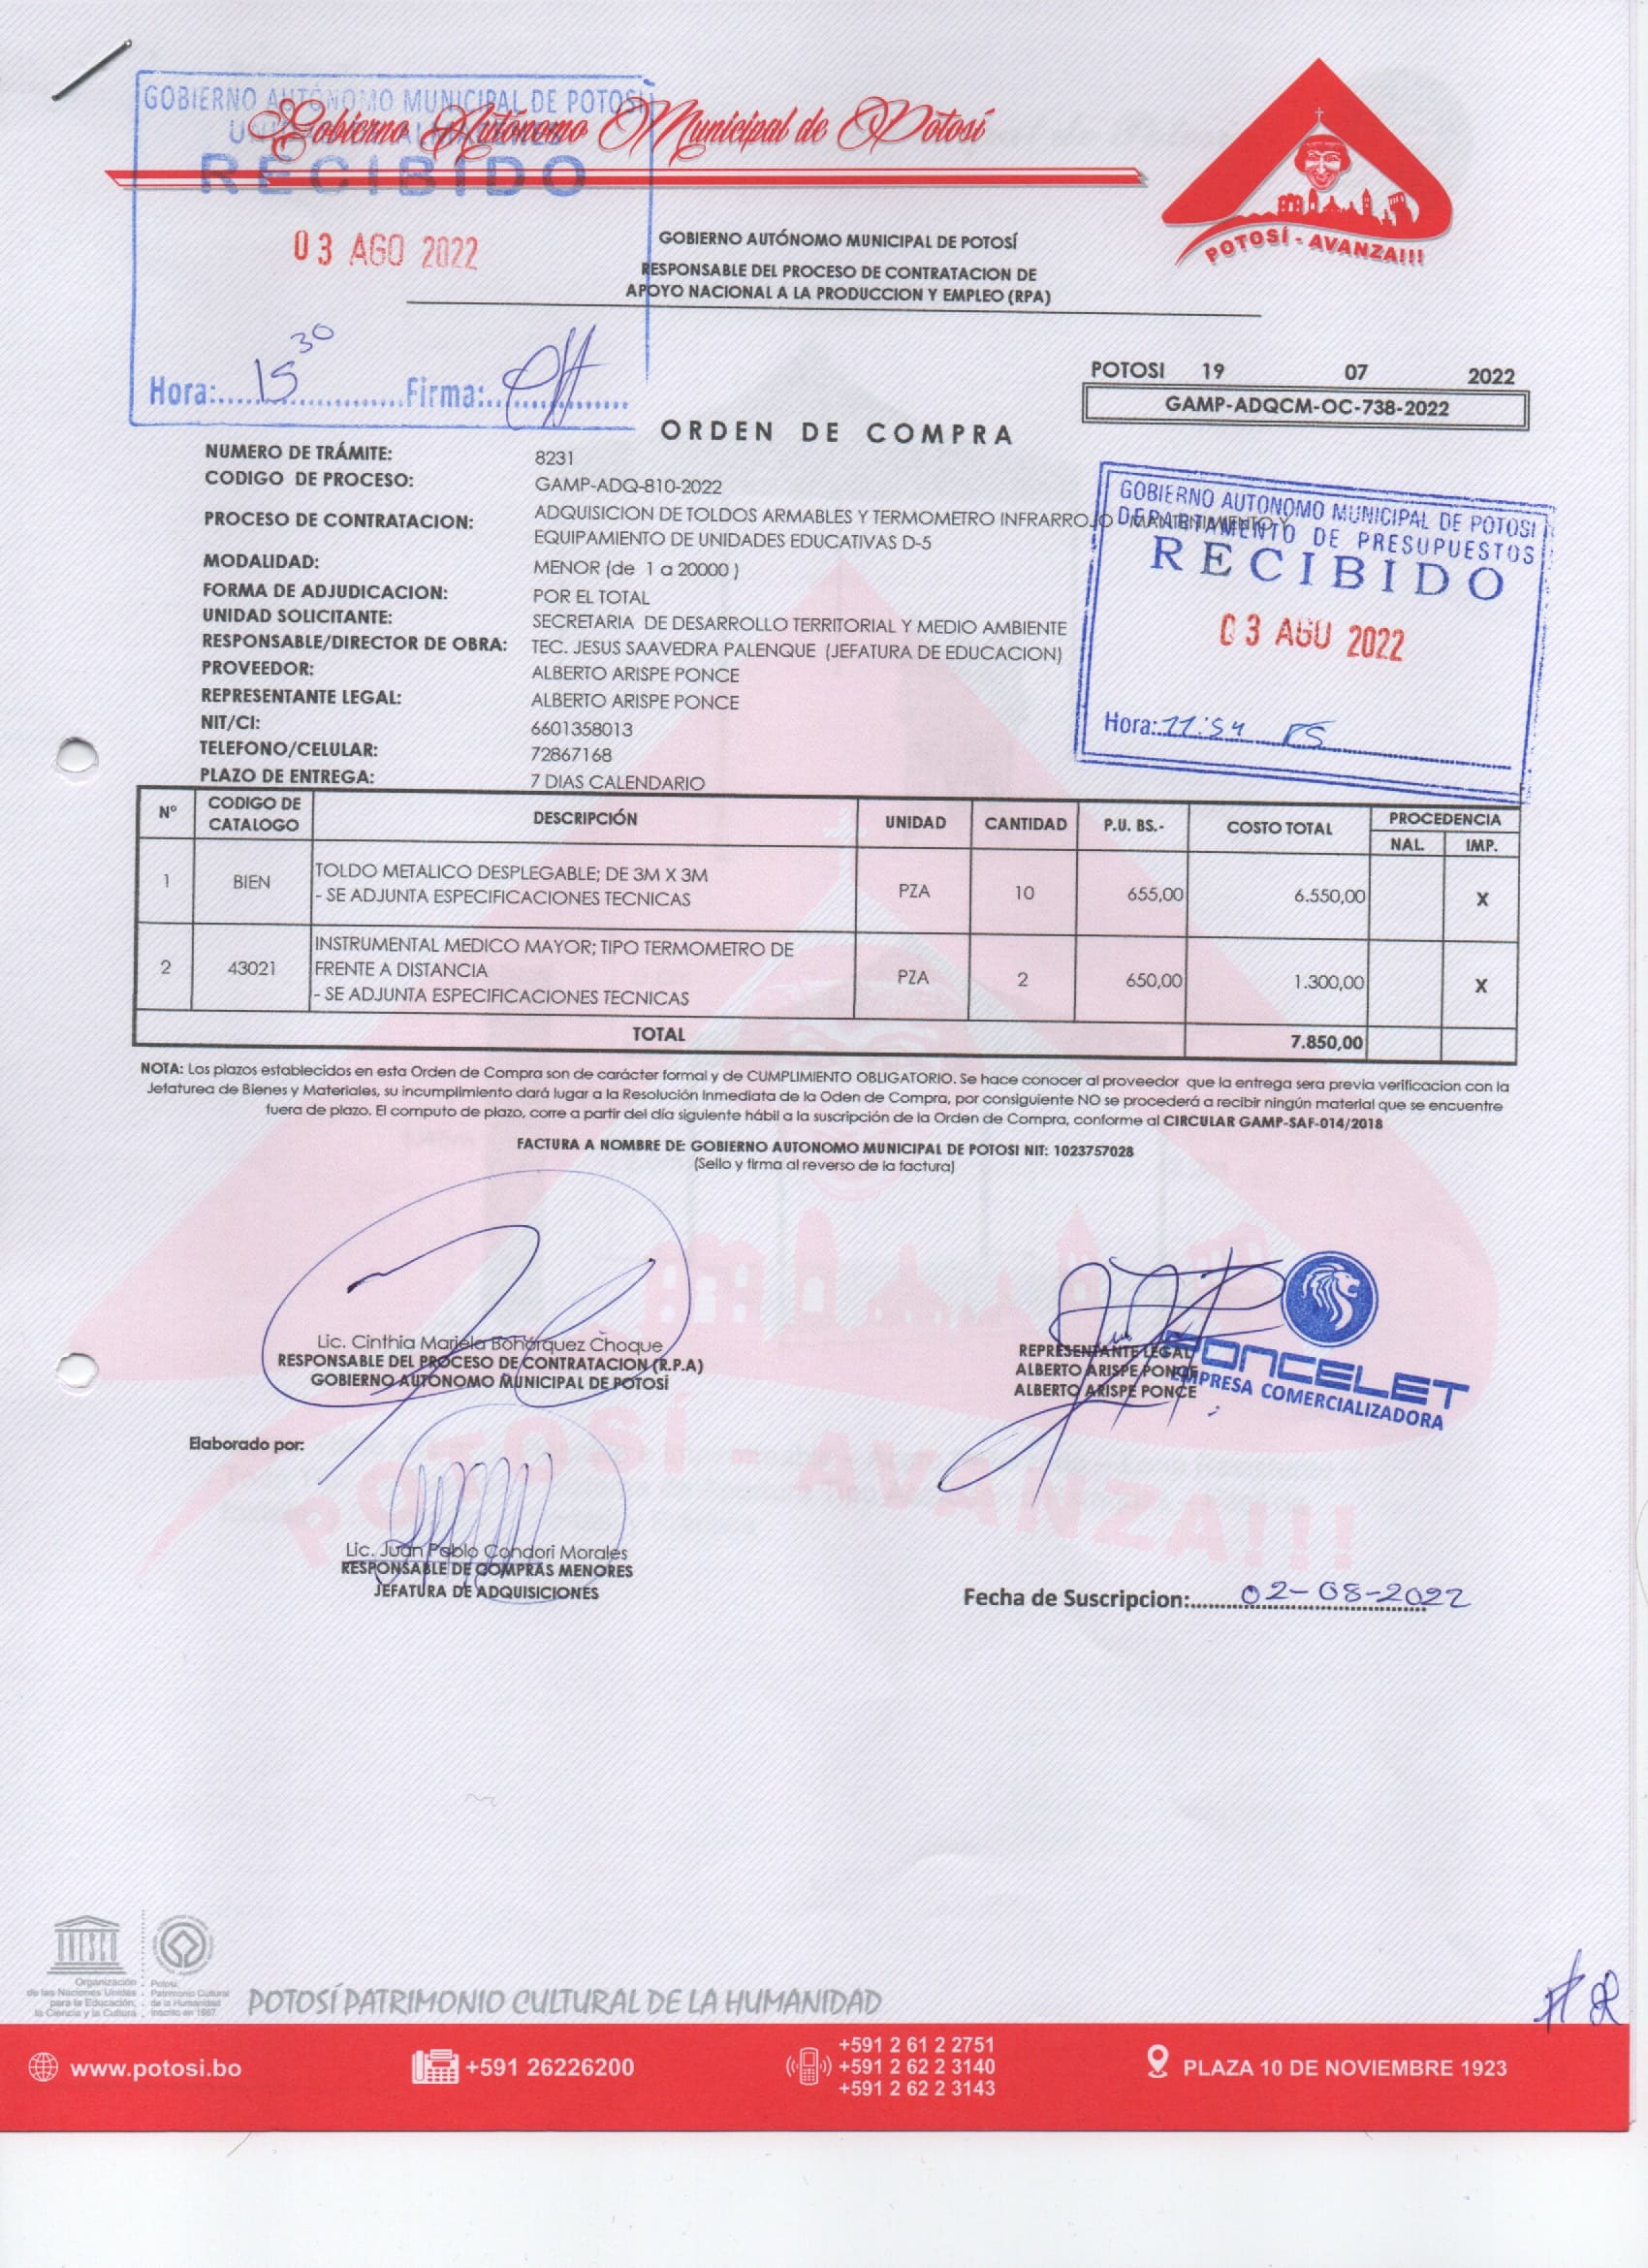 GOBIERNO AUTÓNOMO MUNICIPAL DE POTOSI
RECIBIDO
03 AGO 2022
Hora: 15 30 Firma:
Gobierno Autónomo Municipal de Potosí
POTOSÍ - AVANZA!!!
GOBIERNO AUTÓNOMO MUNICIPAL DE POTOSÍ
RESPONSABLE DEL PROCESO DE CONTRATACION DE
APOYO NACIONAL A LA PRODUCCION Y EMPLEO (RPA)
POTOSI 19 07 2022
GAMP-ADQCM-OC-738-2022
ORDEN DE COMPRA
NUMERO DE TRÁMITE: 8231
CODIGO DE PROCESO: GAMP-ADQ-810-2022
PROCESO DE CONTRATACION: ADQUISICION DE TOLDOS ARMABLES Y TERMOMETRO INFRARROJO MANTENIMIENTO Y
EQUIPAMIENTO DE UNIDADES EDUCATIVAS D-5
MODALIDAD: MENOR (de 1 a 20000 )
FORMA DE ADJUDICACION: POR EL TOTAL
UNIDAD SOLICITANTE: SECRETARIA DE DESARROLLO TERRITORIAL Y MEDIO AMBIENTE
RESPONSABLE/DIRECTOR DE OBRA: TEC. JESUS SAAVEDRA PALENQUE (JEFATURA DE EDUCACION)
PROVEEDOR: ALBERTO ARISPE PONCE
REPRESENTANTE LEGAL: ALBERTO ARISPE PONCE
NIT/CI: 6601358013
TELEFONO/CELULAR: 72867168
PLAZO DE ENTREGA: 7 DIAS CALENDARIO
GOBIERNO AUTONOMO MUNICIPAL DE POTOSI
DEPARTAMENTO DE PRESUPUESTOS
RECIBIDO
03 AGO 2022
Hora: 11:54
N° CODIGO DE CATALOGO DESCRIPCIÓN UNIDAD CANTIDAD P.U. BS.- COSTO TOTAL PROCEDENCIA
NAL. IMP.
1 BIEN TOLDO METALICO DESPLEGABLE; DE 3M X 3M
- SE ADJUNTA ESPECIFICACIONES TECNICAS PZA 10 655,00 6.550,00 X
2 43021 INSTRUMENTAL MEDICO MAYOR; TIPO TERMOMETRO DE
FRENTE A DISTANCIA
- SE ADJUNTA ESPECIFICACIONES TECNICAS PZA 2 650,00 1.300,00 X
TOTAL 7.850,00
NOTA: Los plazos establecidos en esta Orden de Compra son de carácter formal y de CUMPLIMIENTO OBLIGATORIO. Se hace conocer al proveedor que la entrega sera previa verificacion con la
Jefaturea de Bienes y Materiales, su incumplimiento dará lugar a la Resolución Inmediata de la Oden de Compra, por consiguiente NO se procederá a recibir ningún material que se encuentre
fuera de plazo. El computo de plazo, corre a partir del día siguiente hábil a la suscripción de la Orden de Compra, conforme al CIRCULAR GAMP-SAF-014/2018
FACTURA A NOMBRE DE: GOBIERNO AUTONOMO MUNICIPAL DE POTOSI NIT: 1023757028
(Sello y firma al reverso de la factura)
Lic. Cinthia Mariela Bohórquez Choque
RESPONSABLE DEL PROCESO DE CONTRATACION (R.P.A)
GOBIERNO AUTÓNOMO MUNICIPAL DE POTOSÍ
REPRESENTANTE LEGAL
ALBERTO ARISPE PONCE
ALBERTO ARISPE PONCE
PONCELET
EMPRESA COMERCIALIZADORA
Elaborado por:
POTOSÍ - AVANZA!!!
Lic. Juan Pablo Condori Morales
RESPONSABLE DE COMPRAS MENORES
JEFATURA DE ADQUISICIONES
Fecha de Suscripcion: 02-08-2022
UNESCO
Organización
de las Naciones Unidas
para la Educación,
la Ciencia y la Cultura
Potosí,
Patrimonio Cultural
de la Humanidad
inscrito en 1987
POTOSÍ PATRIMONIO CULTURAL DE LA HUMANIDAD
www.potosi.bo
+591 26226200
+591 2 61 2 2751
+591 2 62 2 3140
+591 2 62 2 3143
PLAZA 10 DE NOVIEMBRE 1923